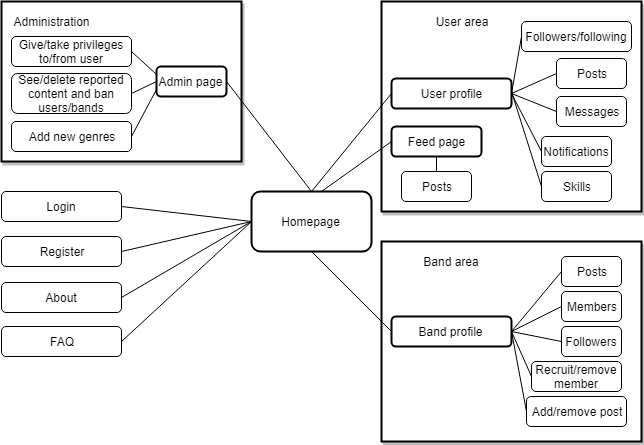 Administration
Give/take privileges
to/from user
See/delete reported
content and ban
users/bands
Add new genres
Admin page
User area
Followers/following
Posts
Messages
Notifications
Skills
User profile
Feed page
Posts
Homepage
Login
Register
About
FAQ
Band area
Posts
Members
Followers
Recruit/remove
member
Add/remove post
Band profile